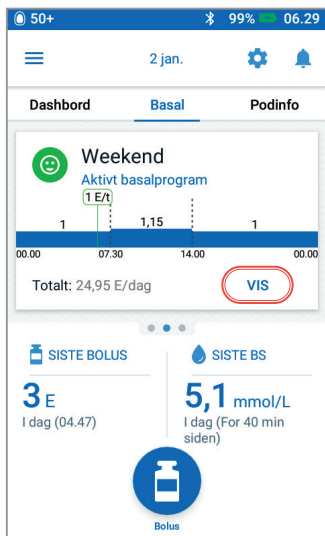 50+ 99% 06.29
2 jan.
Dashbord Basal Podinfo
Weekend
Aktivt basalprogram
1 E/t
1 1,15 1
00.00 07.30 14.00 00.00
Totalt: 24,95 E/dag VIS
SISTE BOLUS
3 E
I dag (04.47)
SISTE BS
5,1 mmol/L
I dag (For 40 min
siden)
Bolus